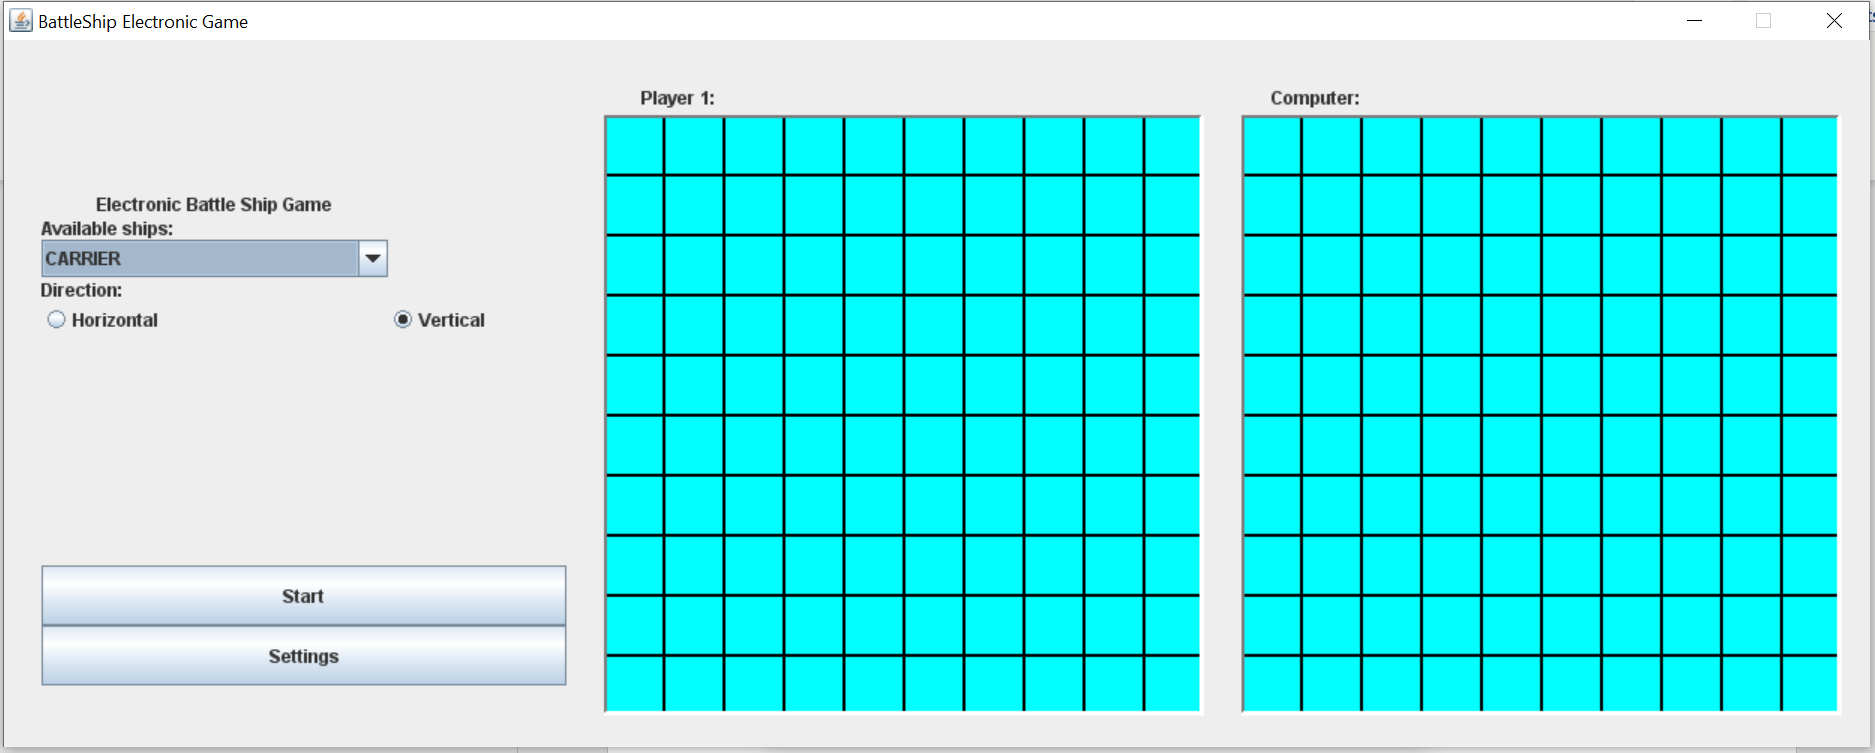 BattleShip Electronic Game
Player 1:
Computer:
Electronic Battle Ship Game
Available ships:
CARRIER
Direction:
Horizontal
Vertical
Start
Settings